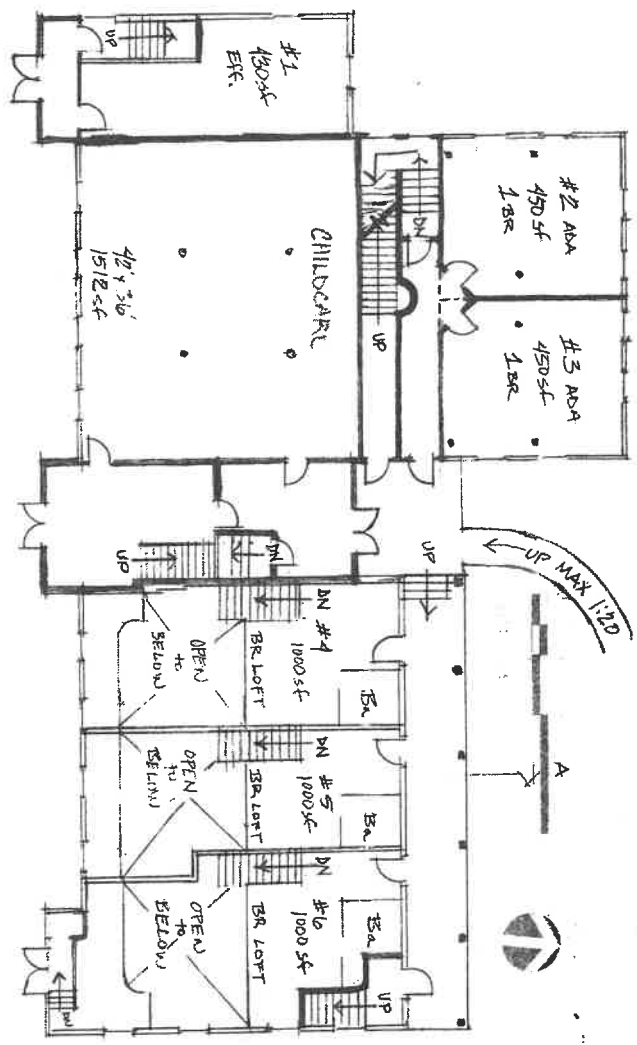 UP
#1
430 sf
Eff.
#2 ADA
450 sf
1 BR
DN
UP
CHILDCARE
42' x 36'
1512 sf
#3 ADA
450 sf
1 BR
UP
DN
UP
UP MAX 1:20
A
DN
#4
1000 sf
BR LOFT
OPEN
to
BELOW
Ba
DN
#5
1000 sf
BR LOFT
OPEN
to
BELOW
Ba
DN
#6
1000 sf
BR LOFT
OPEN
to
BELOW
Ba
UP
DN